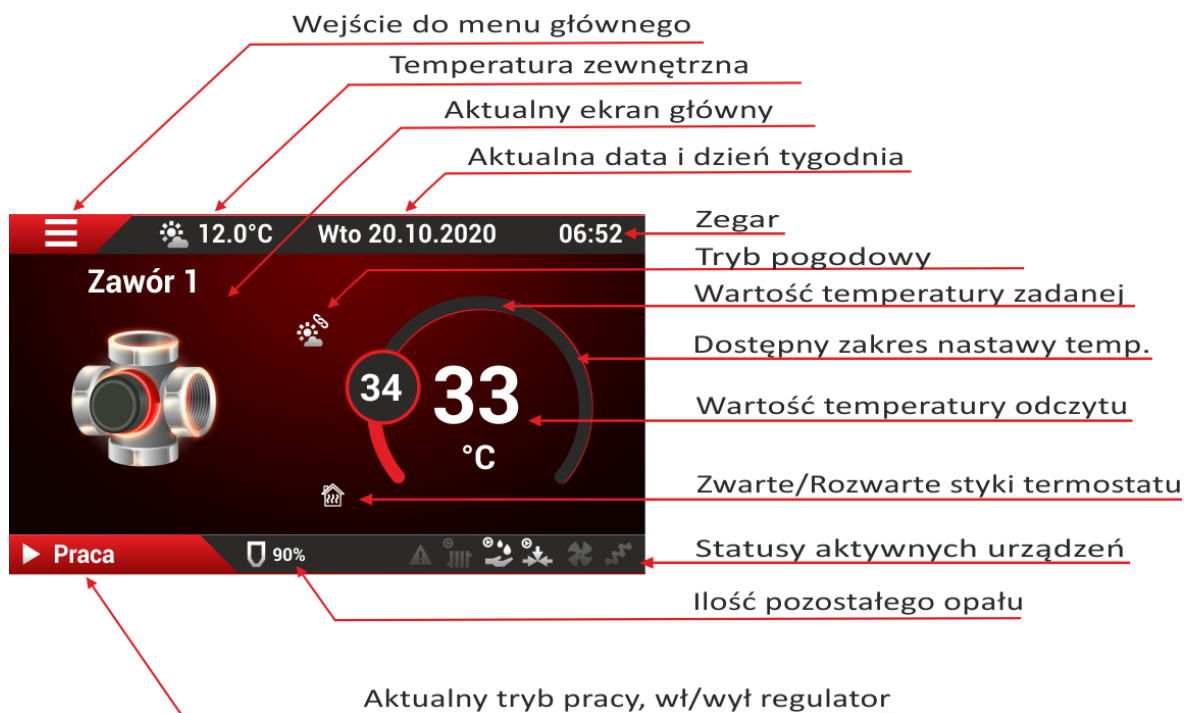 Wejście do menu głównego
Temperatura zewnętrzna
Aktualny ekran główny
Aktualna data i dzień tygodnia
12.0°C Wto 20.10.2020 06:52
Zegar
Tryb pogodowy
Zawór 1
Wartość temperatury zadanej
Dostępny zakres nastawy temp.
34 33
°C
Wartość temperatury odczytu
Zwarte/Rozwarte styki termostatu
Praca 90%
Statusy aktywnych urządzeń
Ilość pozostałego opału
Aktualny tryb pracy, wł/wył regulator